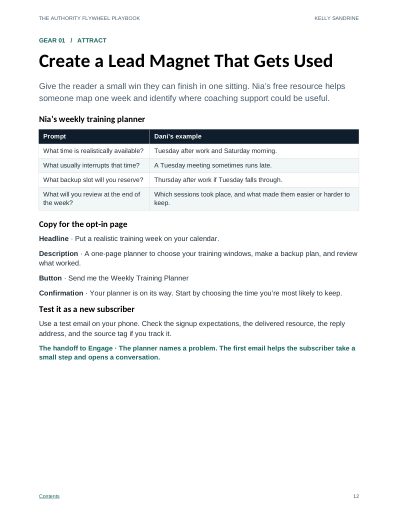 THE AUTHORITY FLYWHEEL PLAYBOOK
KELLY SANDRINE
GEAR 01 / ATTRACT
Create a Lead Magnet That Gets Used
Give the reader a small win they can finish in one sitting. Nia's free resource helps
someone map one week and identify where coaching support could be useful.
Nia's weekly training planner
Prompt
Dani's example
What time is realistically available?
Tuesday after work and Saturday morning.
What usually interrupts that time?
A Tuesday meeting sometimes runs late.
What backup slot will you reserve?
Thursday after work if Tuesday falls through.
What will you review at the end of
the week?
Which sessions took place, and what made them easier or harder to
keep.
Copy for the opt-in page
Headline · Put a realistic training week on your calendar.
Description · A one-page planner to choose your training windows, make a backup plan, and review
what worked.
Button · Send me the Weekly Training Planner
Confirmation · Your planner is on its way. Start by choosing the time you're most likely to keep.
Test it as a new subscriber
Use a test email on your phone. Check the signup expectations, the delivered resource, the reply
address, and the source tag if you track it.
The handoff to Engage · The planner names a problem. The first email helps the subscriber take a
small step and opens a conversation.
Contents
13